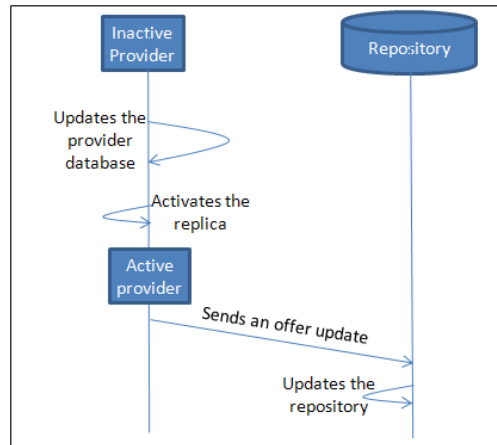 Inactive
Provider
Repository
Updates the
provider
database
Activates the
replica
Active
provider
Sends an offer update
Updates the
repository